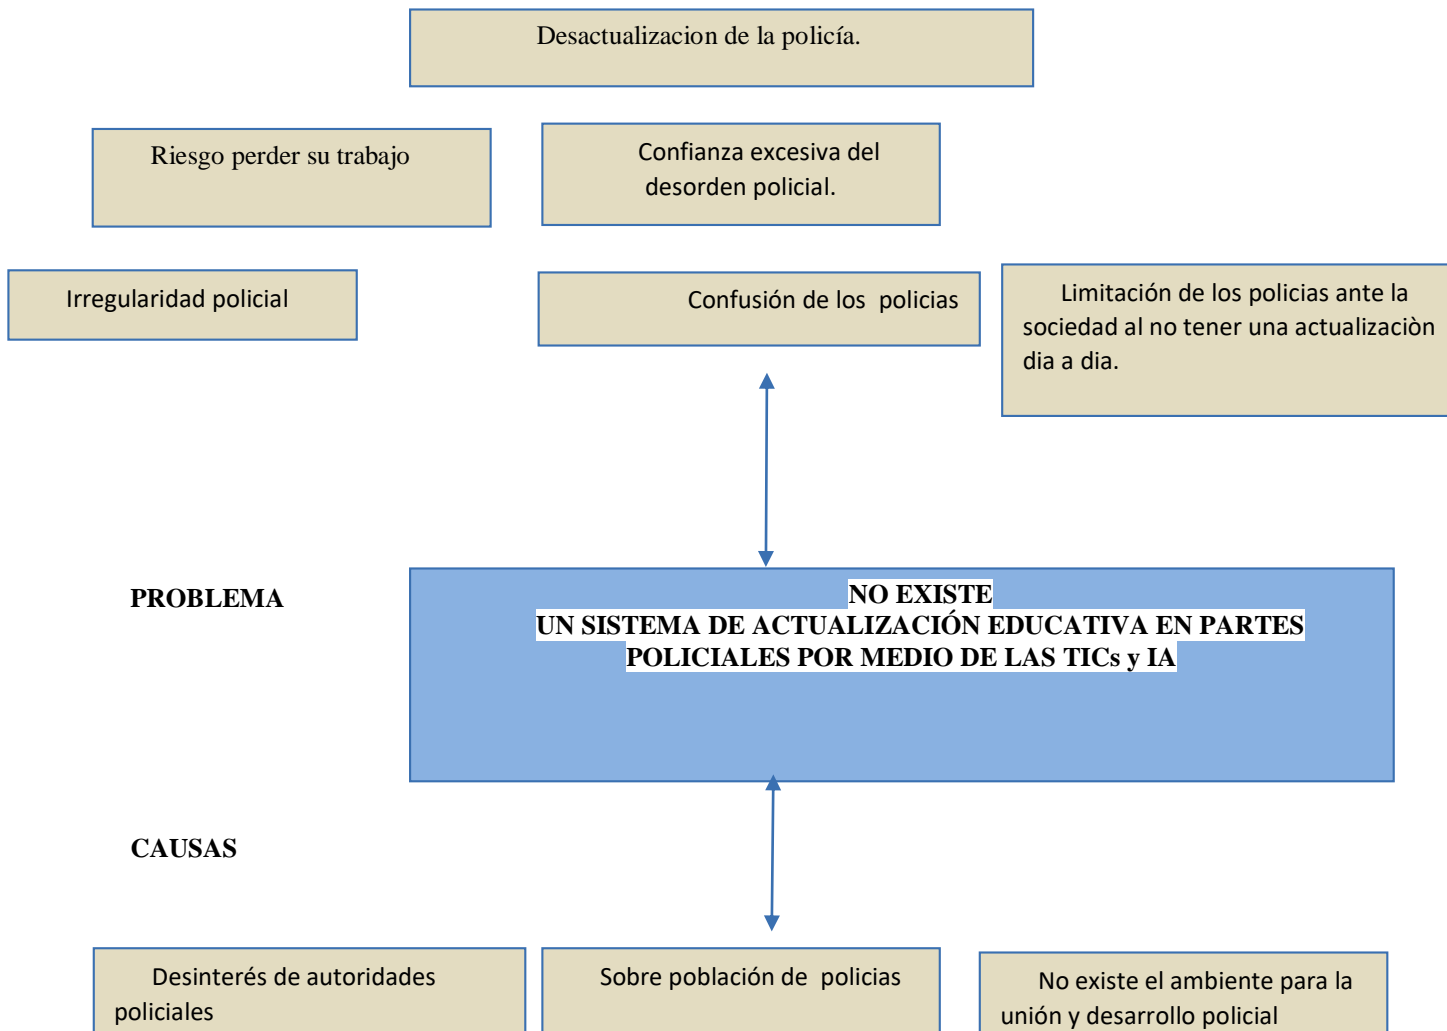 Desactualizacion de la policía.
Riesgo perder su trabajo
Confianza excesiva del
desorden policial.
Irregularidad policial
Confusión de los  policias
Limitación de los policias ante la
sociedad al no tener una actualizaciòn
dia a dia.
PROBLEMA
NO EXISTE
UN SISTEMA DE ACTUALIZACIÓN EDUCATIVA EN PARTES
POLICIALES POR MEDIO DE LAS TICs y IA
CAUSAS
Desinterés de autoridades
policiales
Sobre población de  policias
No existe el ambiente para la
unión y desarrollo policial